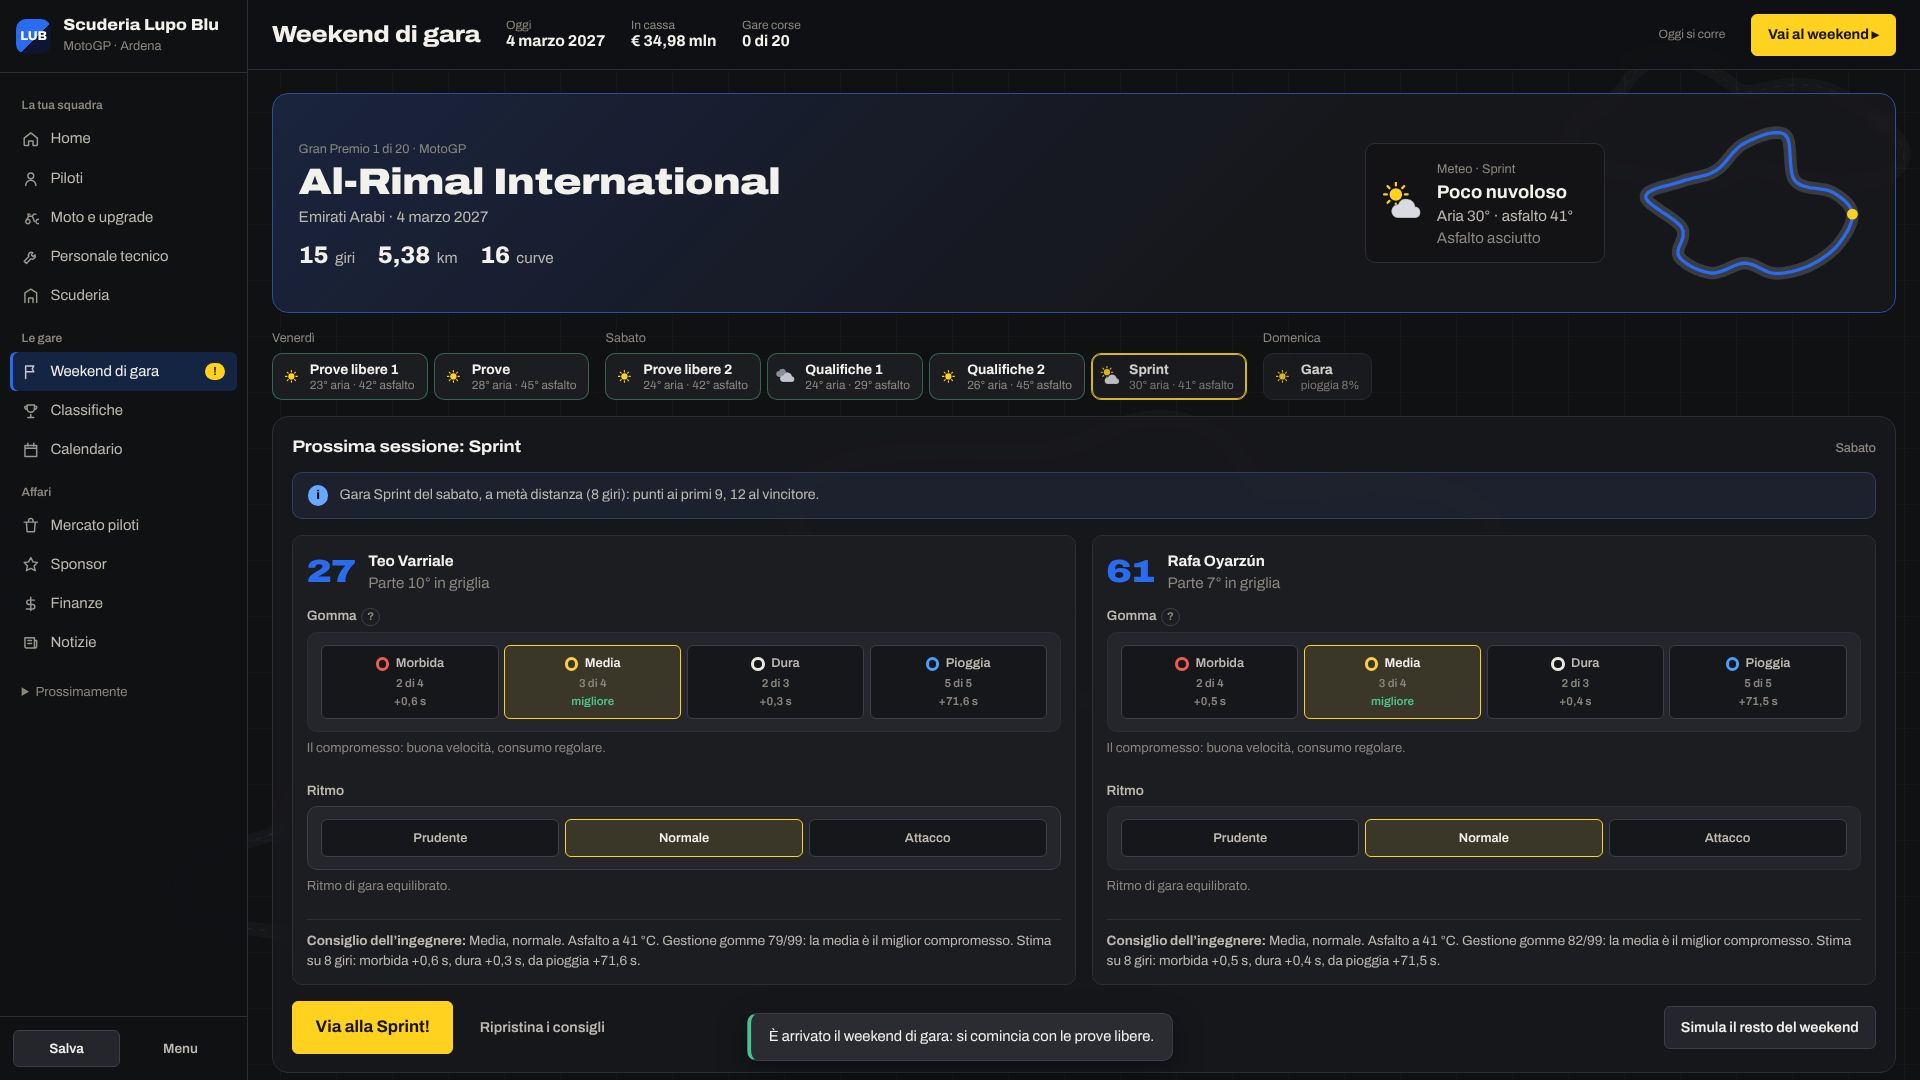 LUB
Scuderia Lupo Blu
MotoGP · Ardena
La tua squadra
Home
Piloti
Moto e upgrade
Personale tecnico
Scuderia
Le gare
Weekend di gara
!
Classifiche
Calendario
Affari
Mercato piloti
Sponsor
Finanze
Notizie
Prossimamente
Salva
Menu
Weekend di gara
Oggi
4 marzo 2027
In cassa
€ 34,98 mln
Gare corse
0 di 20
Oggi si corre
Vai al weekend ▸
Gran Premio 1 di 20 · MotoGP
Al-Rimal International
Emirati Arabi · 4 marzo 2027
15 giri 5,38 km 16 curve
Meteo · Sprint
Poco nuvoloso
Aria 30° · asfalto 41°
Asfalto asciutto
Venerdì
Prove libere 1
23° aria · 42° asfalto
Prove
28° aria · 45° asfalto
Sabato
Prove libere 2
24° aria · 42° asfalto
Qualifiche 1
24° aria · 29° asfalto
Qualifiche 2
26° aria · 45° asfalto
Sprint
30° aria · 41° asfalto
Domenica
Gara
pioggia 8%
Prossima sessione: Sprint
Sabato
i
Gara Sprint del sabato, a metà distanza (8 giri): punti ai primi 9, 12 al vincitore.
27
Teo Varriale
Parte 10° in griglia
Gomma ?
Morbida
2 di 4
+0,6 s
Media
3 di 4
migliore
Dura
2 di 3
+0,3 s
Pioggia
5 di 5
+71,6 s
Il compromesso: buona velocità, consumo regolare.
Ritmo
Prudente
Normale
Attacco
Ritmo di gara equilibrato.
Consiglio dell’ingegnere: Media, normale. Asfalto a 41 °C. Gestione gomme 79/99: la media è il miglior compromesso. Stima
su 8 giri: morbida +0,6 s, dura +0,3 s, da pioggia +71,6 s.
61
Rafa Oyarzún
Parte 7° in griglia
Gomma ?
Morbida
2 di 4
+0,5 s
Media
3 di 4
migliore
Dura
2 di 3
+0,4 s
Pioggia
5 di 5
+71,5 s
Il compromesso: buona velocità, consumo regolare.
Ritmo
Prudente
Normale
Attacco
Ritmo di gara equilibrato.
Consiglio dell’ingegnere: Media, normale. Asfalto a 41 °C. Gestione gomme 82/99: la media è il miglior compromesso. Stima
su 8 giri: morbida +0,5 s, dura +0,4 s, da pioggia +71,5 s.
Via alla Sprint!
Ripristina i consigli
È arrivato il weekend di gara: si comincia con le prove libere.
Simula il resto del weekend